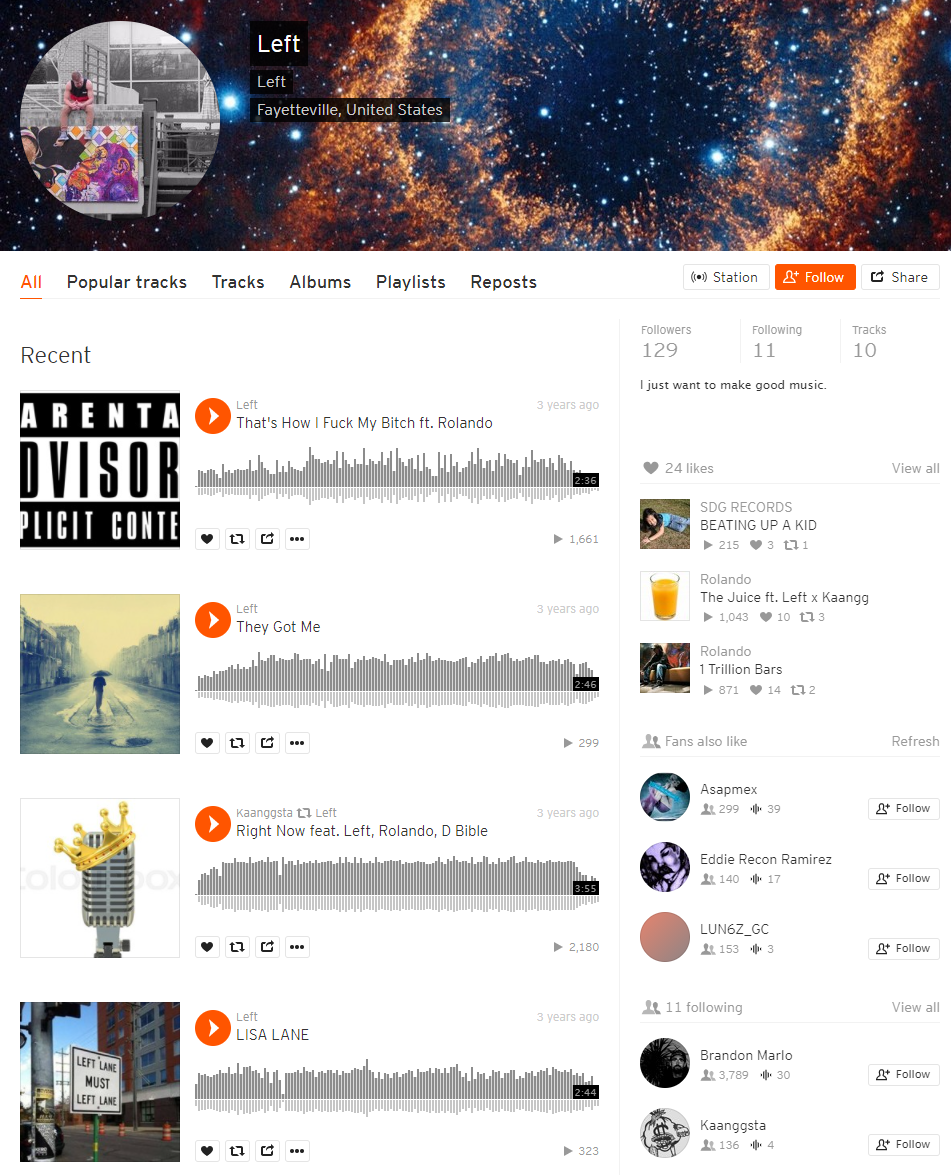 Left
Left
Fayetteville, United States
All Popular tracks Tracks Albums Playlists Reposts
Station Follow Share
Recent
ARENTA
DVISOR
PLICIT CONTE
Left
3 years ago
That's How I Fuck My Bitch ft. Rolando
2:36
1,661
Left
3 years ago
They Got Me
2:46
299
Kaanggsta Left
3 years ago
Right Now feat. Left, Rolando, D Bible
3:55
2,180
LEFT LANE
MUST
LEFT LANE
Left
3 years ago
LISA LANE
2:44
323
Followers
129
Following
11
Tracks
10
I just want to make good music.
24 likes View all
SDG RECORDS
BEATING UP A KID
215 3 1
Rolando
The Juice ft. Left x Kaangg
1,043 10 3
Rolando
1 Trillion Bars
871 14 2
Fans also like Refresh
Asapmex
299 39 Follow
Eddie Recon Ramirez
140 17 Follow
LUN6Z_GC
153 3 Follow
11 following View all
Brandon Marlo
3,789 30 Follow
Kaanggsta
136 4 Follow